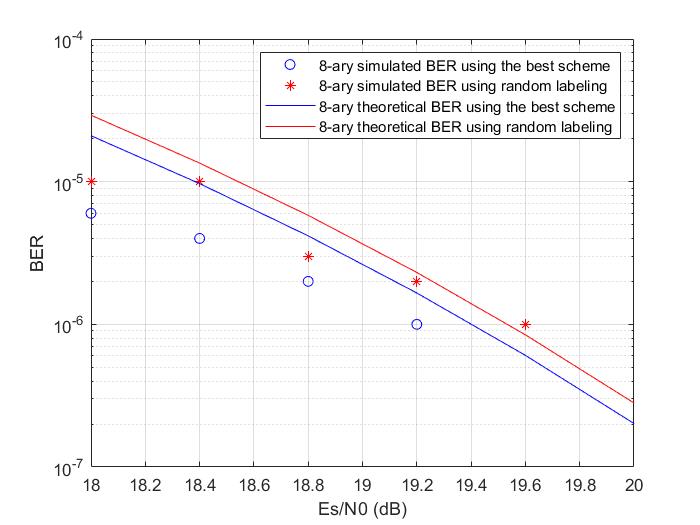 10-4
8-ary simulated BER using the best scheme
8-ary simulated BER using random labeling
8-ary theoretical BER using the best scheme
8-ary theoretical BER using random labeling
10-5
BER
10-6
10-7
18 18.2 18.4 18.6 18.8 19 19.2 19.4 19.6 19.8 20
Es/N0 (dB)